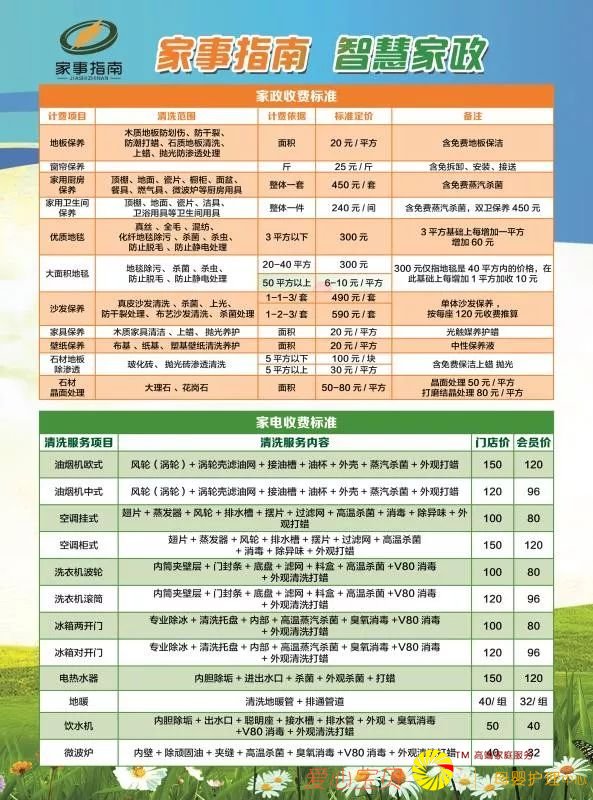 家事指南
JIASHIZHINAN
家事指南 智慧家政
家政收费标准
计费项目 清洗范围 计费依据 标准定价 备注
地板保养 木质地板防划伤、防干裂、
防潮打蜡、石质地板清洗、
上蜡、抛光防渗透处理 面积 20 元 / 平方 含免费地板保洁
窗帘保养 斤 25 元 / 斤 含免拆卸、安装、接送
家用厨房
保养 顶棚、地面、瓷片、橱柜、面盆、
餐具、燃气具、微波炉等厨房用具 整体一套 450 元 / 套 含免费蒸汽杀菌
家用卫生间
保养 顶棚、地面、瓷片、洁具、
卫浴用具等卫生间用具 整体一件 240 元 / 间 含免费蒸汽杀菌，双卫保养 450 元
优质地毯 真丝 、全毛 、混纺、
化纤地毯除污 、杀菌 、杀虫、
防止脱毛 、防止静电处理 3 平方以下 300 元 3 平方基础上每增加一平方
增加 60 元
大面积地毯 地毯除污、杀菌 、杀虫、
防止脱毛 、防止静电处理 20-40 平方 300 元
50 平方以上 6-10 元 / 平方
300 元仅指地毯是 40 平方内的价格，在
此基础上每增加 1 平方加收 10 元
沙发保养 真皮沙发清洗 、杀菌 、上光、
防干裂处理、布艺沙发清洗、杀菌处理 1-1-3/ 套 490 元 / 套
1-2-3/ 套 590 元 / 套
单体沙发保养 ，
按每座 120 元收费推算
家具保养 木质家具清洁 、上蜡 、抛光养护 面积 20 元 / 平方 光触媒养护蜡
壁纸保养 布基 、纸基 、塑基壁纸清洗养护 面积 20 元 / 平方 中性保养液
石材地板
除渗透 玻化砖 、抛光砖渗透清洗 5 平方以下 100 元 / 块
5 平方以上 30 元 / 平方
含免费保洁上蜡 抛光
石材
晶面处理 大理石 、花岗石 面积 50-80 元 / 平方 晶面处理 50 元 / 平方
打磨结晶处理 80 元 / 平方
家电收费标准
清洗服务项目 清洗服务内容 门店价 会员价
油烟机欧式 风轮（涡轮）+ 涡轮壳滤油网 + 接油槽 + 油杯 + 外壳 + 蒸汽杀菌 + 外观打蜡 150 120
油烟机中式 风轮（涡轮）+ 涡轮壳滤油网 + 接油槽 + 油杯 + 外壳 + 蒸汽杀菌 + 外观打蜡 120 96
空调挂式 翅片 + 蒸发器 + 风轮 + 排水槽 + 摆片 + 过滤网 + 高温杀菌 + 消毒 + 除异味 + 外
观打蜡 100 80
空调柜式 翅片 + 蒸发器 + 风轮 + 排水槽 + 摆片 + 过滤网 + 高温杀菌
+ 消毒 + 除异味 + 外观打蜡 150 120
洗衣机波轮 内筒夹壁层 + 门封条 + 底盘 + 滤网 + 料盒 + 高温杀菌 +V80 消毒
+ 外观清洗打蜡 100 80
洗衣机滚筒 内筒夹壁层 + 门封条 + 底盘 + 滤网 + 料盒 + 高温杀菌 +V80 消毒
+ 外观清洗打蜡 120 96
冰箱两开门 专业除冰 + 清洗托盘 + 内部 + 高温蒸汽杀菌 + 臭氧消毒 +V80 消毒
+ 外观清洗打蜡 100 80
冰箱对开门 专业除冰 + 清洗托盘 + 内部 + 高温蒸汽杀菌 + 臭氧消毒 +V80 消毒
+ 外观清洗打蜡 120 96
电热水器 内胆除垢 + 进出水口 + 杀菌 + 外观杀菌 + 打蜡 150 120
地暖 清洗地暖管 + 排通管道 40/ 组 32/ 组
饮水机 内胆除垢 + 出水口 + 聪明座 + 接水槽 + 排水管 + 外观 + 臭氧消毒
+V80 消毒 + 外观清洗打蜡 50 40
微波炉 内壁 + 除顽固油 + 夹缝 + 高温杀菌 + 臭氧消毒 +V80 消毒 + 外观清洗打蜡 40 32
TM 高端家庭服务
母婴护理中心